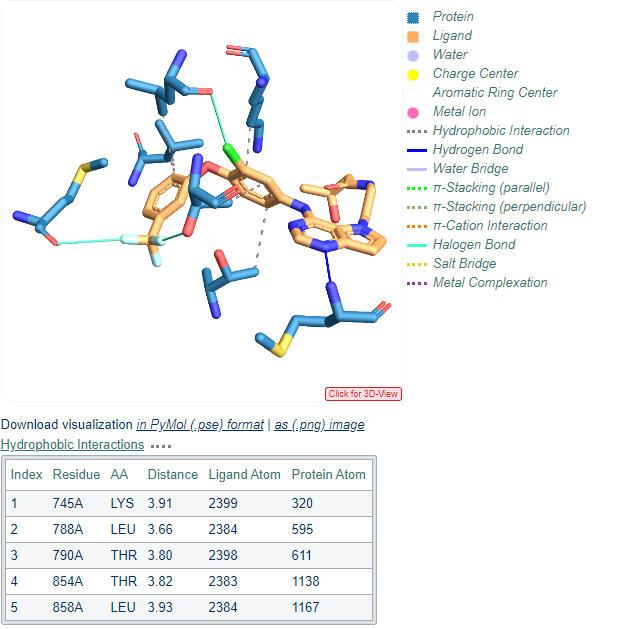 Protein
Ligand
Water
Charge Center
Aromatic Ring Center
Metal Ion
Hydrophobic Interaction
Hydrogen Bond
Water Bridge
π-Stacking (parallel)
π-Stacking (perpendicular)
π-Cation Interaction
Halogen Bond
Salt Bridge
Metal Complexation
Click for 3D-View
Download visualization in PyMol (.pse) format | as (.png) image
Hydrophobic Interactions
Index Residue AA Distance Ligand Atom Protein Atom
1 745A LYS 3.91 2399 320
2 788A LEU 3.66 2384 595
3 790A THR 3.80 2398 611
4 854A THR 3.82 2383 1138
5 858A LEU 3.93 2384 1167